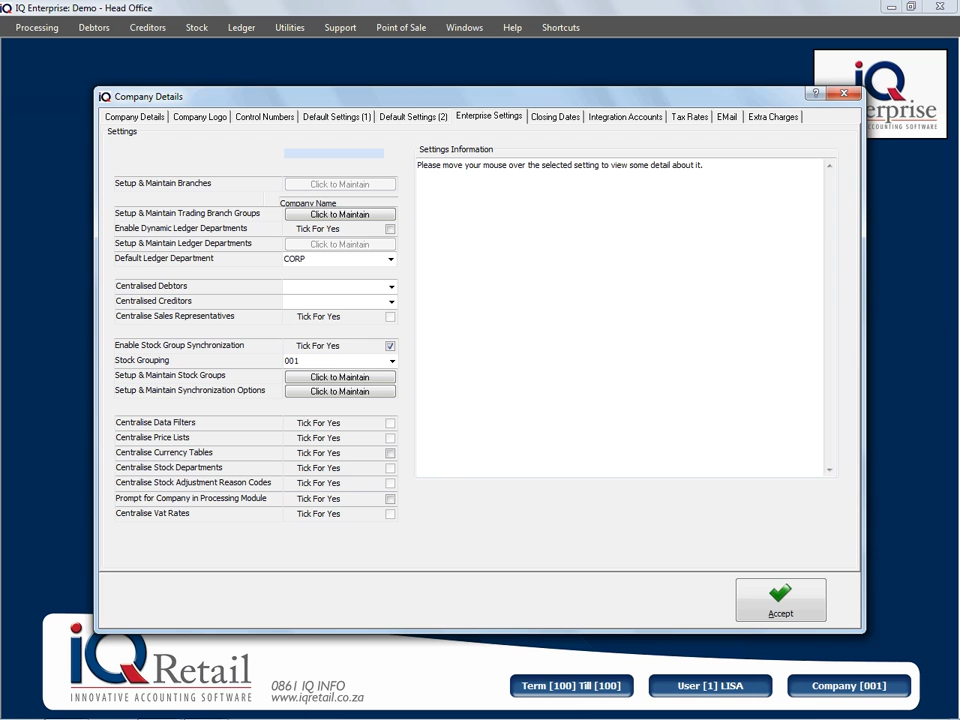 iQ IQ Enterprise: Demo - Head Office
Processing Debtors Creditors Stock Ledger Utilities Support Point of Sale Windows Help Shortcuts
iQ
erprise
ACCOUNTING SOFTWARE
iQ Company Details
?
Company Details Company Logo Control Numbers Default Settings (1) Default Settings (2) Enterprise Settings Closing Dates Integration Accounts Tax Rates EMail Extra Charges
Settings
Settings Information
Please move your mouse over the selected setting to view some detail about it.
Setup & Maintain Branches Click to Maintain
Company Name
Setup & Maintain Trading Branch Groups Click to Maintain
Enable Dynamic Ledger Departments Tick For Yes
Setup & Maintain Ledger Departments Click to Maintain
Default Ledger Department CORP
Centralised Debtors
Centralised Creditors
Centralise Sales Representatives Tick For Yes
Enable Stock Group Synchronization Tick For Yes
Stock Grouping 001
Setup & Maintain Stock Groups Click to Maintain
Setup & Maintain Synchronization Options Click to Maintain
Centralise Data Filters Tick For Yes
Centralise Price Lists Tick For Yes
Centralise Currency Tables Tick For Yes
Centralise Stock Departments Tick For Yes
Centralise Stock Adjustment Reason Codes Tick For Yes
Prompt for Company in Processing Module Tick For Yes
Centralise Vat Rates Tick For Yes
Accept
iQ Retail
INNOVATIVE ACCOUNTING SOFTWARE
0861 IQ INFO
www.iqretail.co.za
Term [100] Till [100] User [1] LISA Company [001]